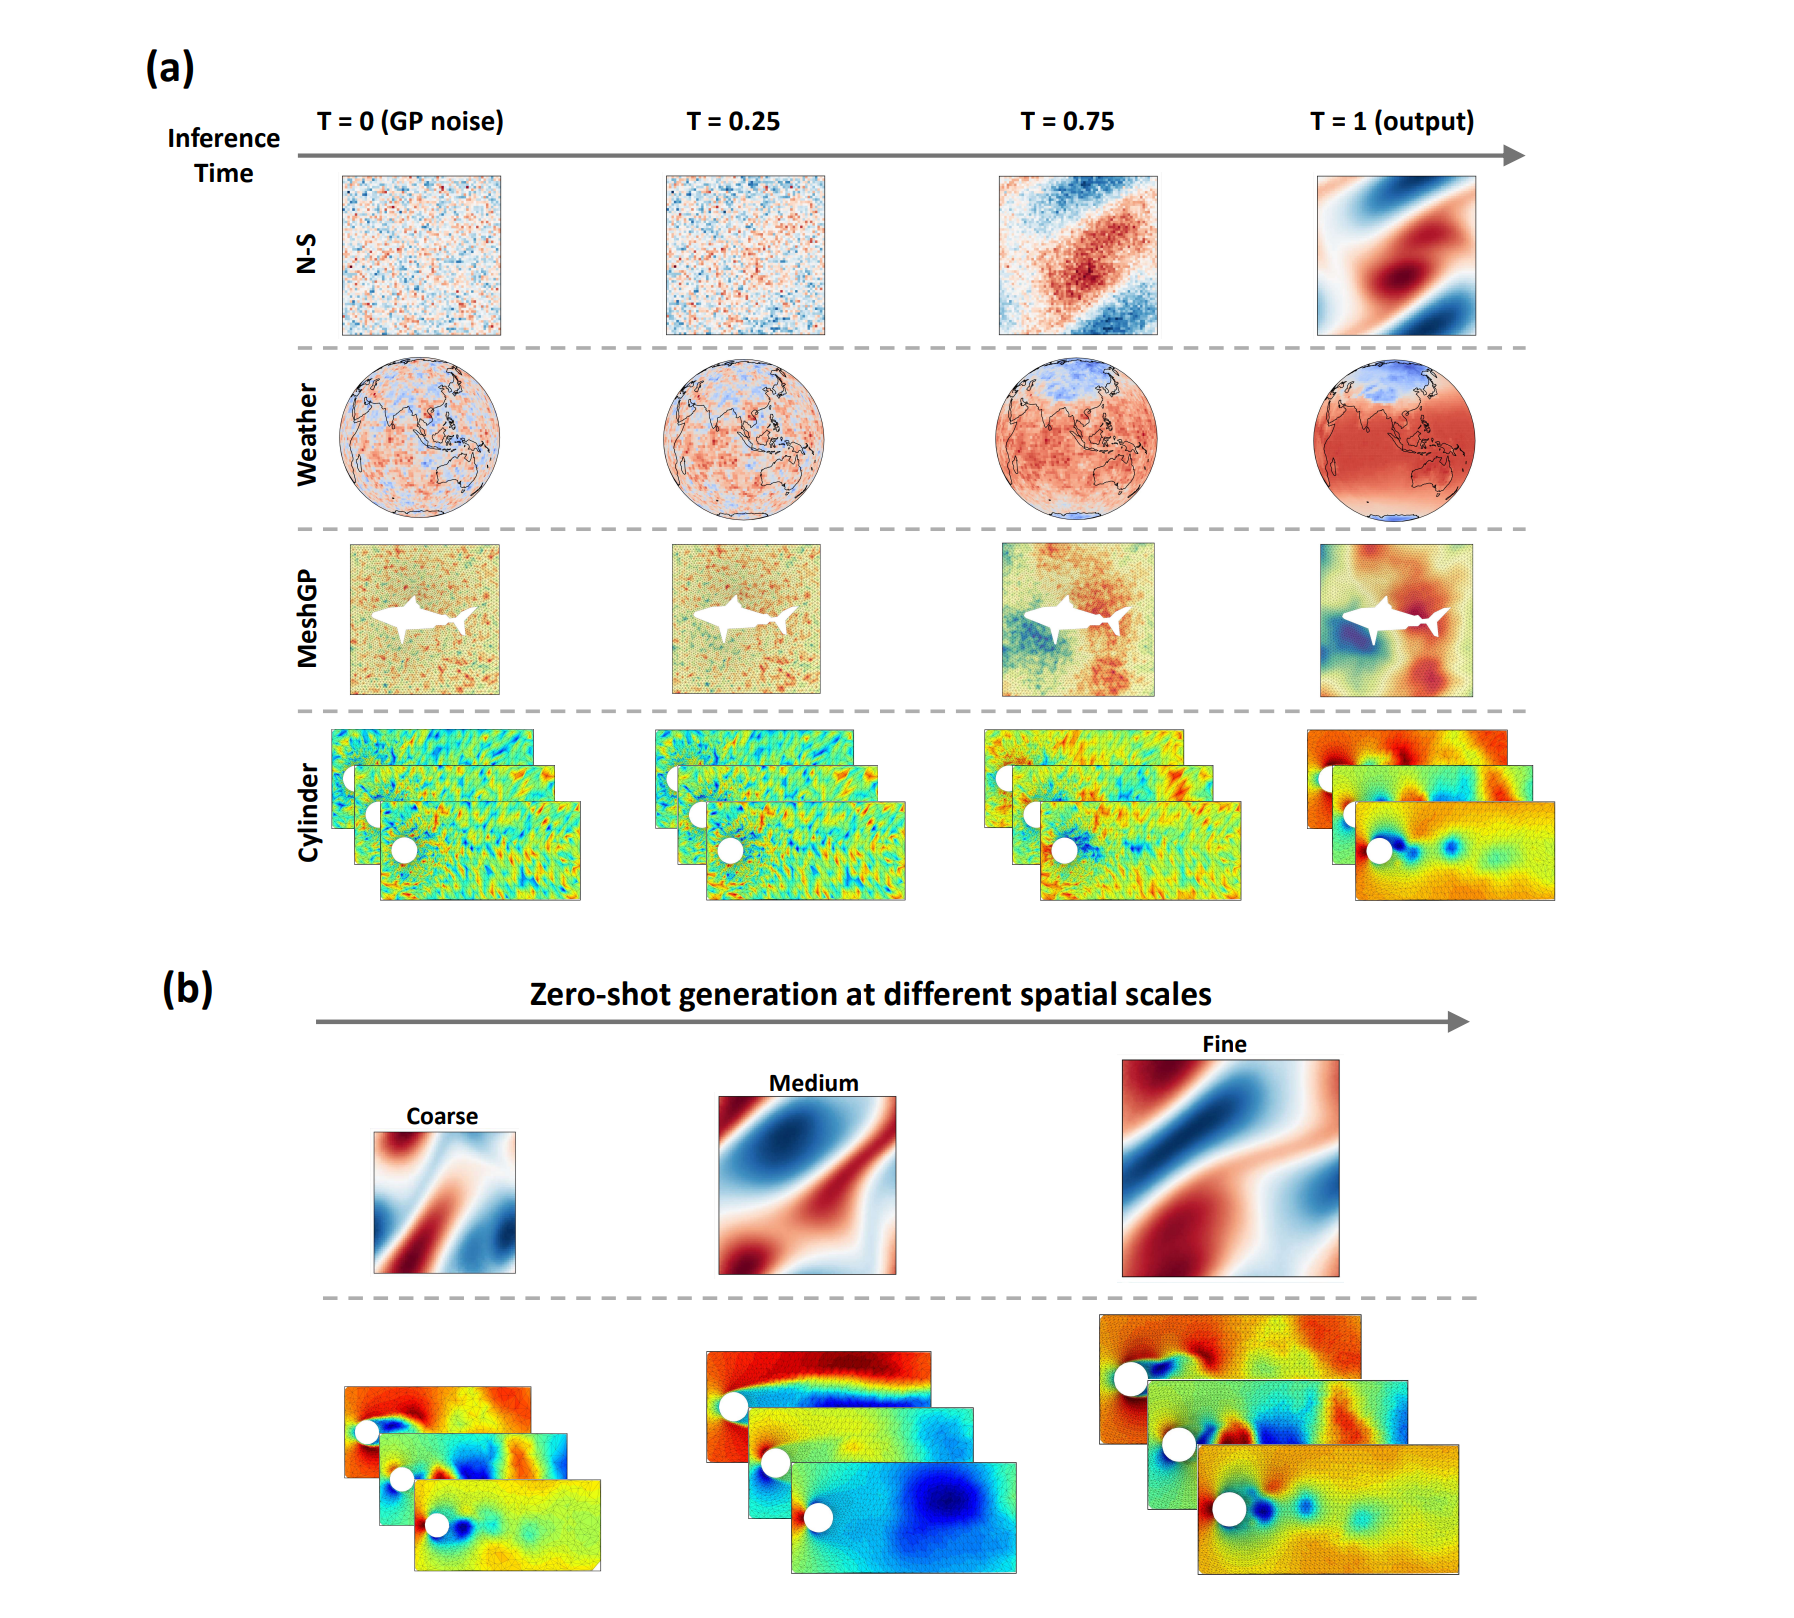 (a)
Inference
Time
T = 0 (GP noise)
T = 0.25
T = 0.75
T = 1 (output)
N-S
Weather
MeshGP
Cylinder
(b)
Zero-shot generation at different spatial scales
Coarse
Medium
Fine